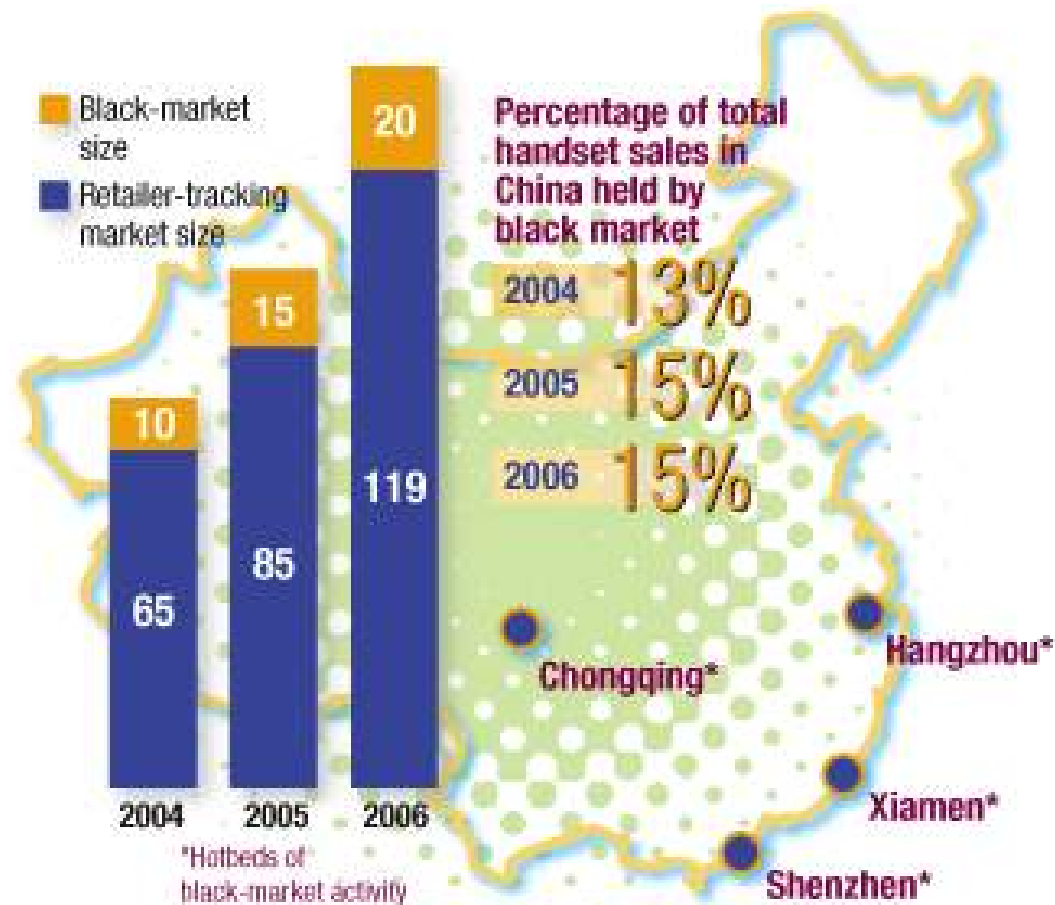 Black-market
size
Retailer-tracking
market size
Percentage of total
handset sales in
China held by
black market
2004 13%
2005 15%
2006 15%
10
65
15
85
20
119
2004 2005 2006
*Hotbeds of
black-market activity
Chongqing*
Hangzhou*
Xiamen*
Shenzhen*